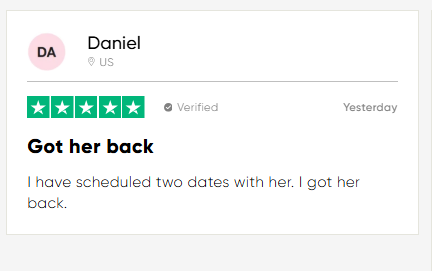 DA
Daniel
US
Verified
Yesterday
Got her back
I have scheduled two dates with her. I got her
back.